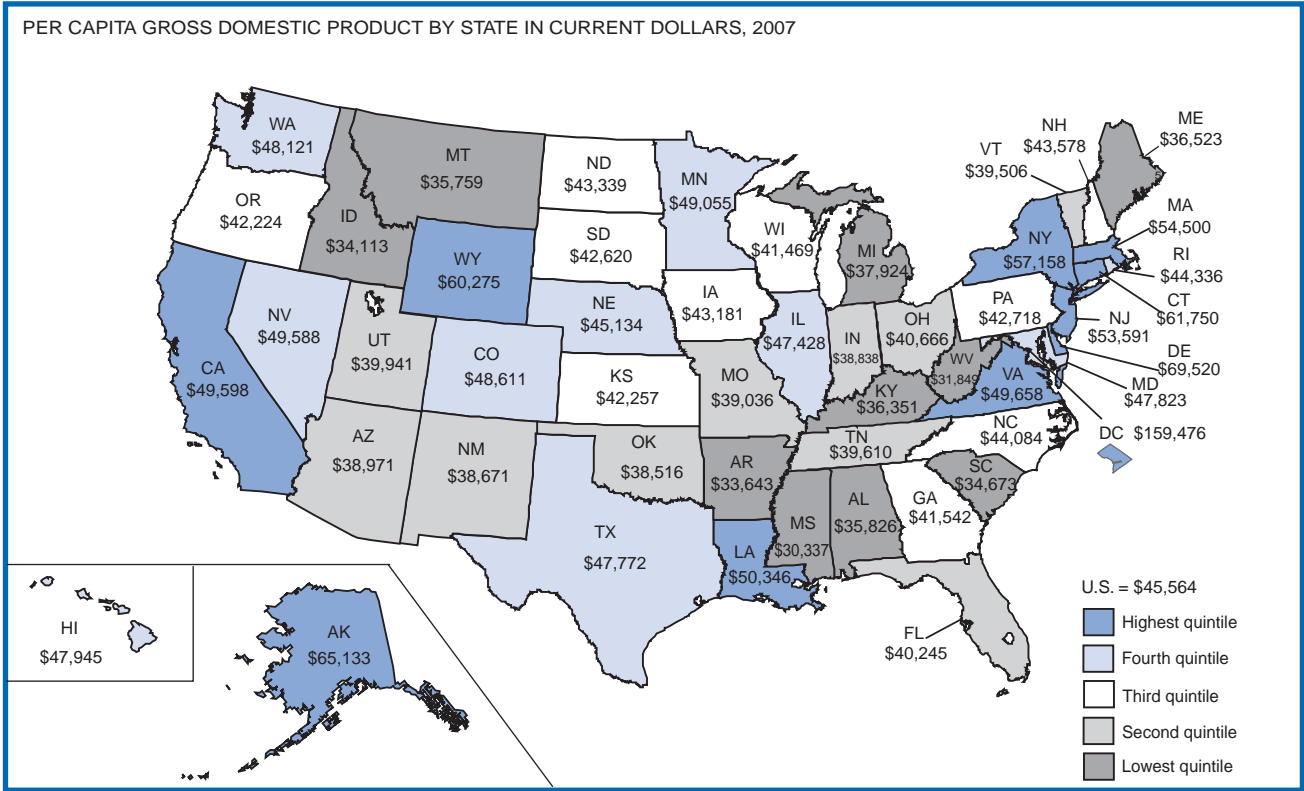 PER CAPITA GROSS DOMESTIC PRODUCT BY STATE IN CURRENT DOLLARS, 2007
WA
$48,121
OR
$42,224
CA
$49,598
NV
$49,588
ID
$34,113
MT
$35,759
WY
$60,275
UT
$39,941
CO
$48,611
AZ
$38,971
NM
$38,671
ND
$43,339
SD
$42,620
NE
$45,134
KS
$42,257
OK
$38,516
TX
$47,772
MN
$49,055
IA
$43,181
MO
$39,036
AR
$33,643
LA
$50,346
WI
$41,469
IL
$47,428
MI
$37,924
IN
$38,838
OH
$40,666
KY
$36,351
TN
$39,610
MS
$30,337
AL
$35,826
GA
$41,542
FL
$40,245
SC
$34,673
NC
$44,084
VA
$49,658
WV
$31,849
PA
$42,718
NY
$57,158
VT
$39,506
NH
$43,578
ME
$36,523
MA
$54,500
RI
$44,336
CT
$61,750
NJ
$53,591
DE
$69,520
MD
$47,823
DC $159,476
HI
$47,945
AK
$65,133
U.S. = $45,564
Highest quintile
Fourth quintile
Third quintile
Second quintile
Lowest quintile